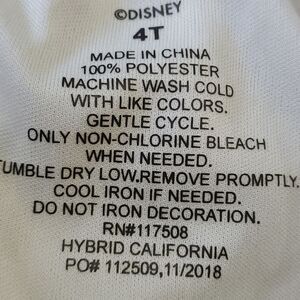 ©DISNEY
4T
MADE IN CHINA
100% POLYESTER
MACHINE WASH COLD
WITH LIKE COLORS.
GENTLE CYCLE.
ONLY NON-CHLORINE BLEACH
WHEN NEEDED.
TUMBLE DRY LOW.REMOVE PROMPTLY.
COOL IRON IF NEEDED.
DO NOT IRON DECORATION.
RN#117508
HYBRID CALIFORNIA
PO# 112509,11/2018